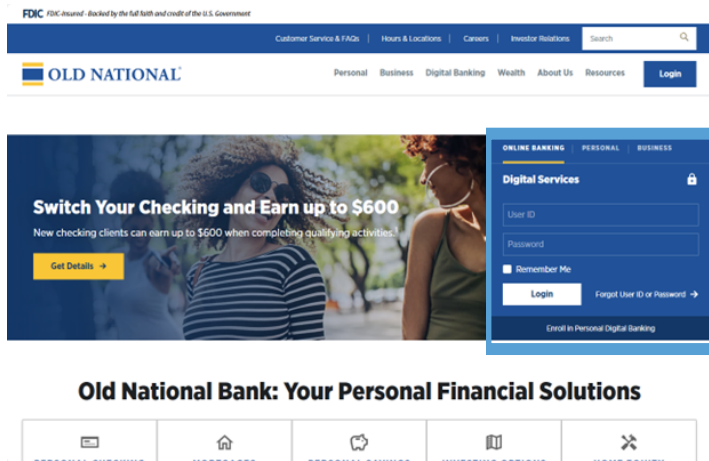 FDIC FDIC-Insured - Backed by the full faith and credit of the U.S. Government
Customer Service & FAQs | Hours & Locations | Careers | Investor Relations Search
OLD NATIONAL
Personal Business Digital Banking Wealth About Us Resources Login
ONLINE BANKING | PERSONAL | BUSINESS
Digital Services
User ID
Password
Remember Me
Login Forgot User ID or Password →
Enroll in Personal Digital Banking
Switch Your Checking and Earn up to $600
New checking clients can earn up to $600 when completing qualifying activities.
Get Details →
Old National Bank: Your Personal Financial Solutions